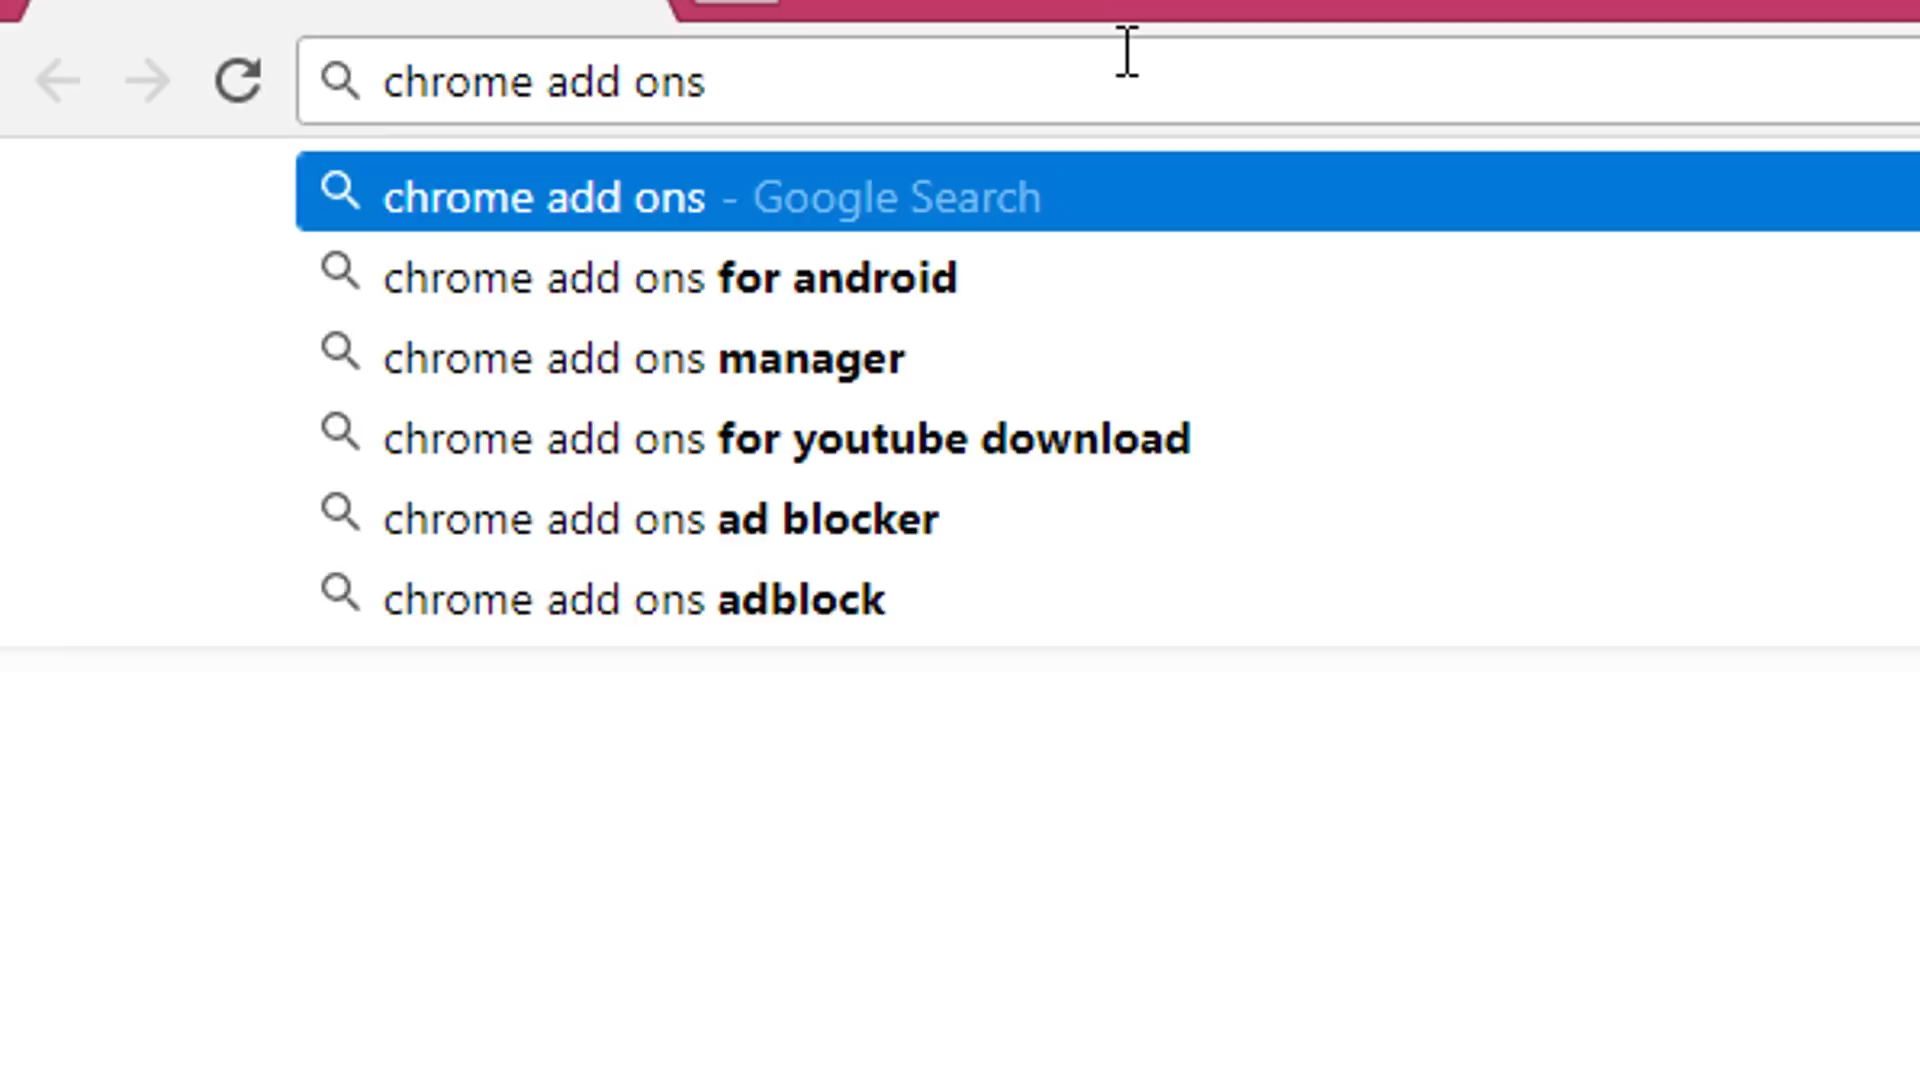 chrome add ons
chrome add ons - Google Search
chrome add ons for android
chrome add ons manager
chrome add ons for youtube download
chrome add ons ad blocker
chrome add ons adblock